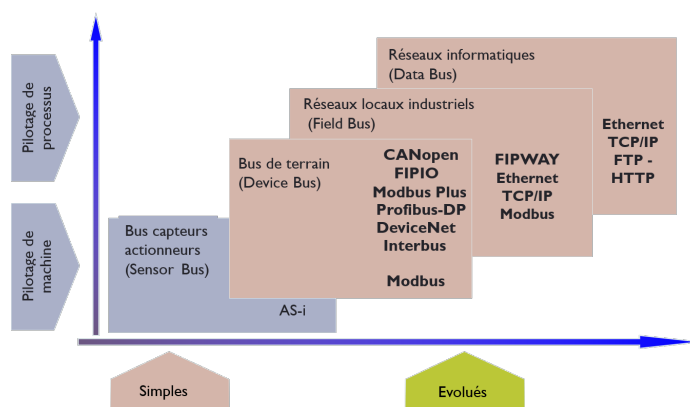 Réseaux informatiques
(Data Bus)
Réseaux locaux industriels
(Field Bus)
Pilotage de
processus
Ethernet
TCP/IP
FTP -
HTTP
Bus de terrain
(Device Bus)
CANopen
FIPIO
Modbus Plus
Profibus-DP
DeviceNet
Interbus
Modbus
FIPWAY
Ethernet
TCP/IP
Modbus
Pilotage de
machine
Bus capteurs
actionneurs
(Sensor Bus)
AS-i
Simples
Evolués